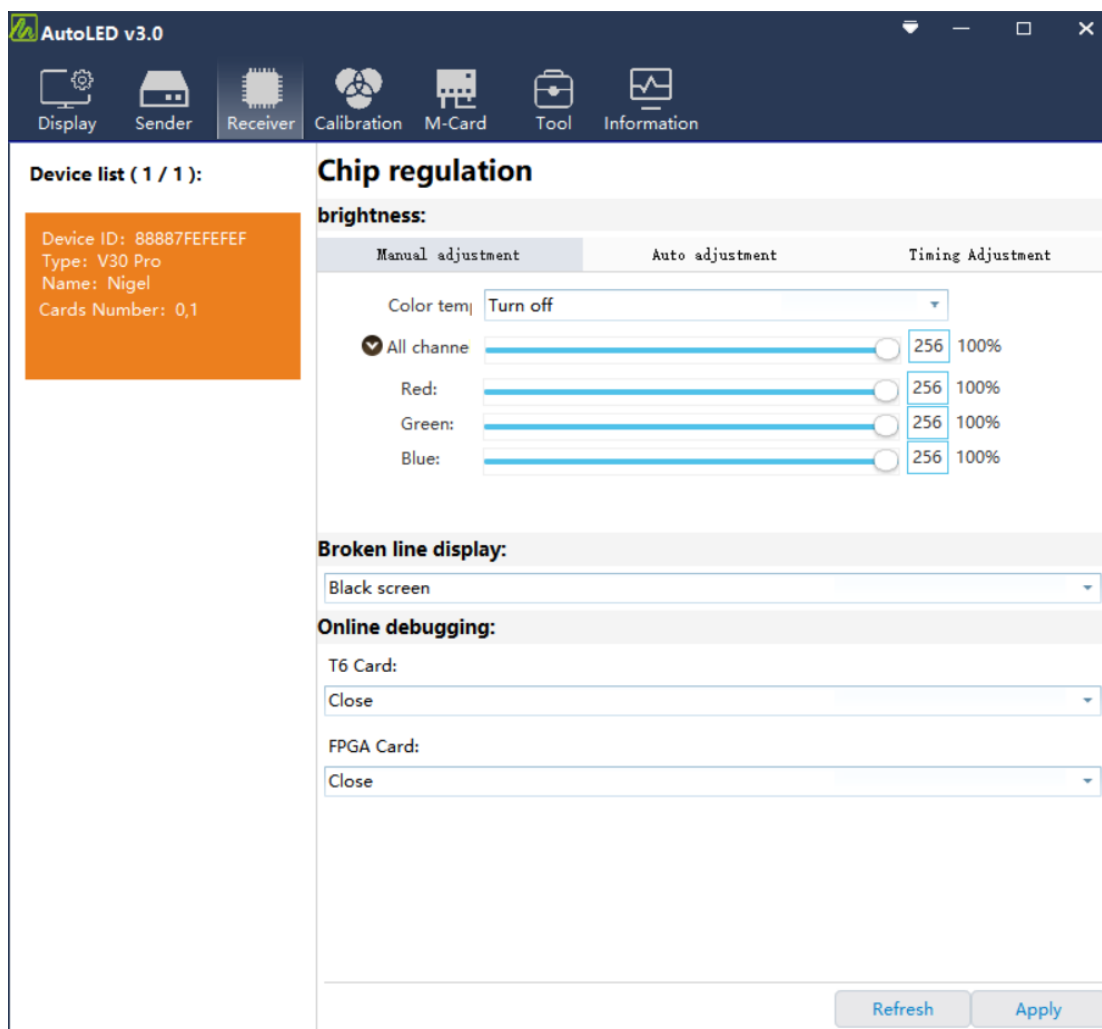 AutoLED v3.0
Display Sender Receiver Calibration M-Card Tool Information
Device list ( 1 / 1 ):
Device ID: 88887FEFEFEF
Type: V30 Pro
Name: Nigel
Cards Number: 0,1
Chip regulation
brightness:
Manual adjustment Auto adjustment Timing Adjustment
Color temp Turn off
All channe 256 100%
Red: 256 100%
Green: 256 100%
Blue: 256 100%
Broken line display:
Black screen
Online debugging:
T6 Card:
Close
FPGA Card:
Close
Refresh Apply